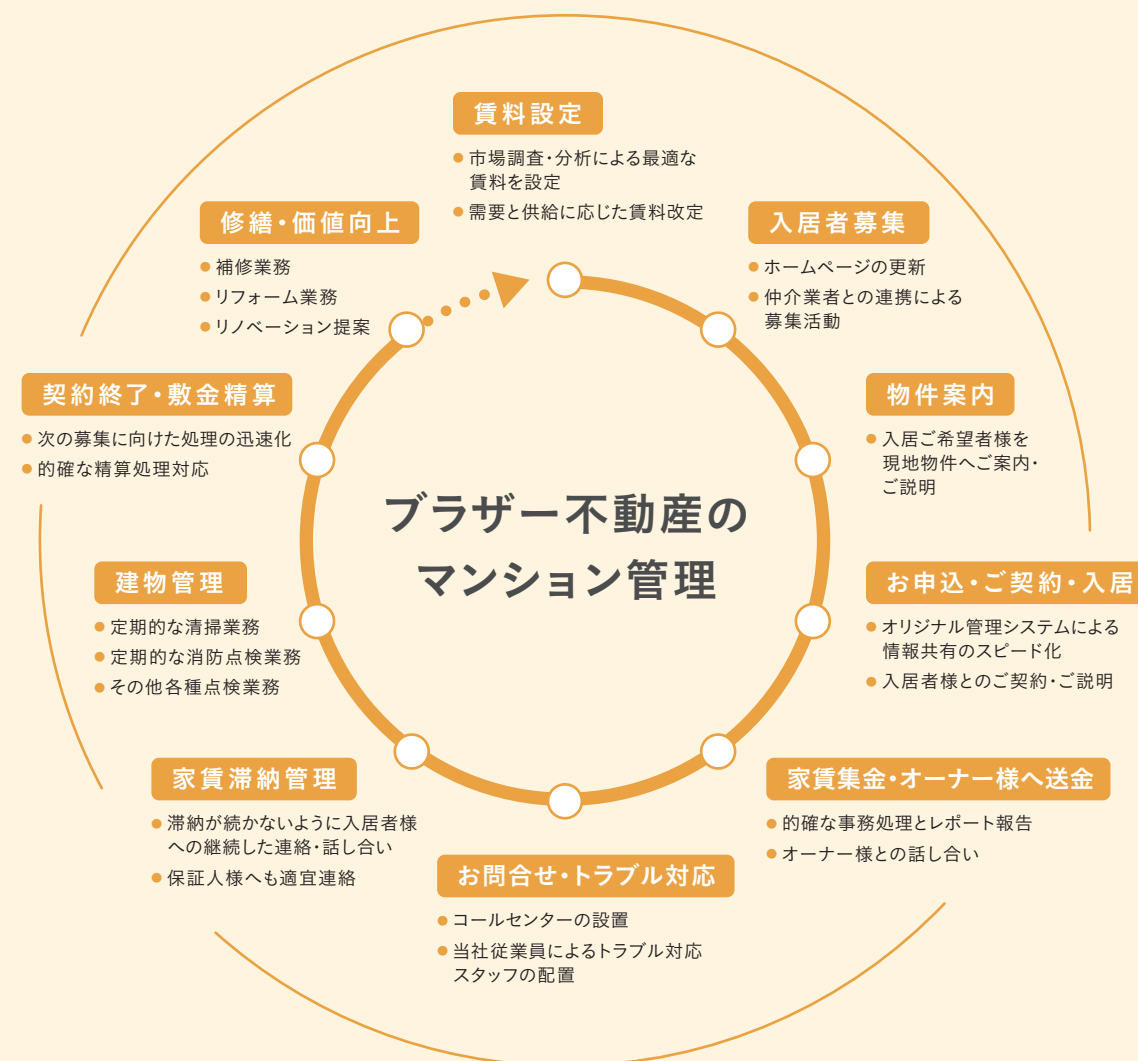 賃料設定
●市場調査・分析による最適な
賃料を設定
●需要と供給に応じた賃料改定
入居者募集
●ホームページの更新
●仲介業者との連携による
募集活動
物件案内
●入居ご希望者様を
現地物件へご案内・
ご説明
お申込・ご契約・入居
●オリジナル管理システムによる
情報共有のスピード化
●入居者様とのご契約・ご説明
家賃集金・オーナー様へ送金
●的確な事務処理とレポート報告
●オーナー様との話し合い
お問合せ・トラブル対応
●コールセンターの設置
●当社従業員によるトラブル対応
スタッフの配置
家賃滞納管理
●滞納が続かないように入居者様
への継続した連絡・話し合い
●保証人様へも適宜連絡
建物管理
●定期的な清掃業務
●定期的な消防点検業務
●その他各種点検業務
契約終了・敷金精算
●次の募集に向けた処理の迅速化
●的確な精算処理対応
修繕・価値向上
●補修業務
●リフォーム業務
●リノベーション提案
ブラザー不動産の
マンション管理